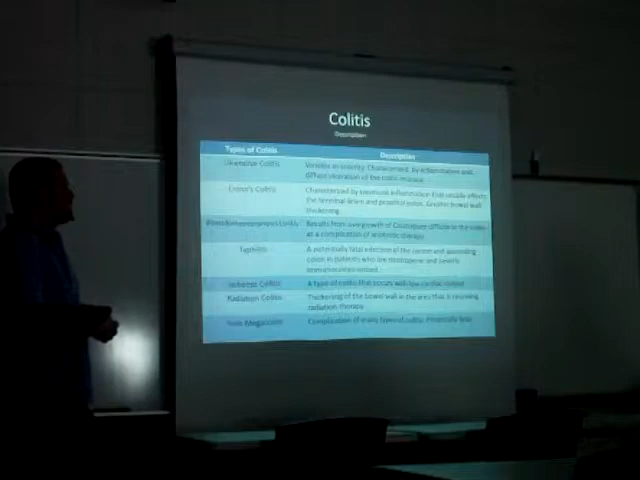 Colitis
Description
Types of Colitis
Description
Ulcerative Colitis
Variable in severity. Characterized by inflammation and
diffuse ulceration of the colic mucosa
Crohn's Colitis
Characterized by transmural inflammation that usually affects
the terminal ileum and proximal colon. Greater bowel wall
thickening
Pseudomembranous Colitis
Results from overgrowth of Clostridium difficile in the colon
as a complication of antibiotic therapy
Typhlitis
A potentially fatal infection of the cecum and ascending
colon in patients who are neutropenic and severely
immunocompromised
Ischemic Colitis
A type of colitis that occurs with low cardiac output
Radiation Colitis
Thickening of the bowel wall in the area that is receiving
radiation therapy
Toxic Megacolon
Complication of many types of colitis. Potentially fatal